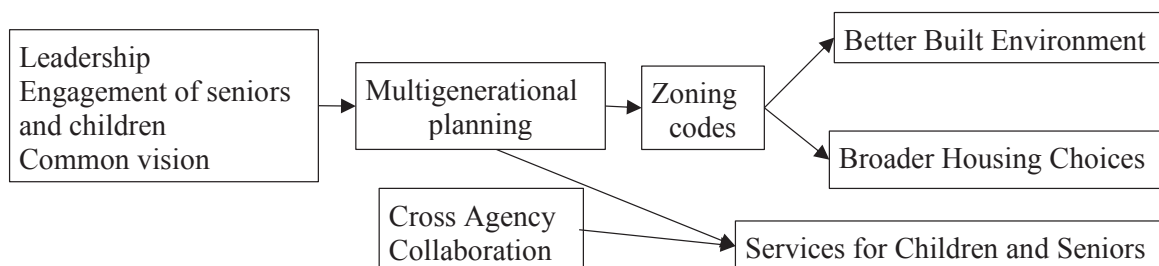 Leadership
Engagement of seniors
and children
Common vision
Multigenerational
planning
Zoning
codes
Better Built Environment
Broader Housing Choices
Cross Agency
Collaboration
Services for Children and Seniors